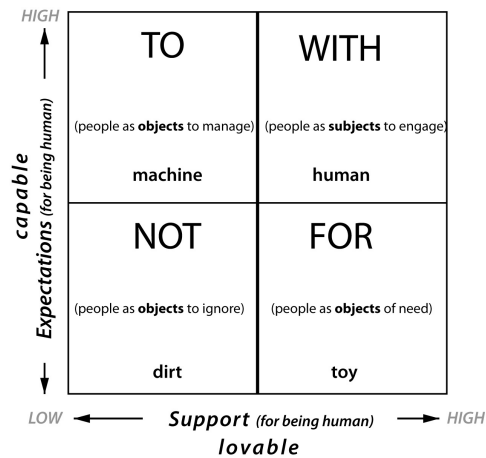 HIGH
TO
WITH
(people as objects to manage)
(people as subjects to engage)
machine
human
capable
Expectations (for being human)
NOT
FOR
(people as objects to ignore)
(people as objects of need)
dirt
toy
LOW
Support (for being human)
HIGH
lovable